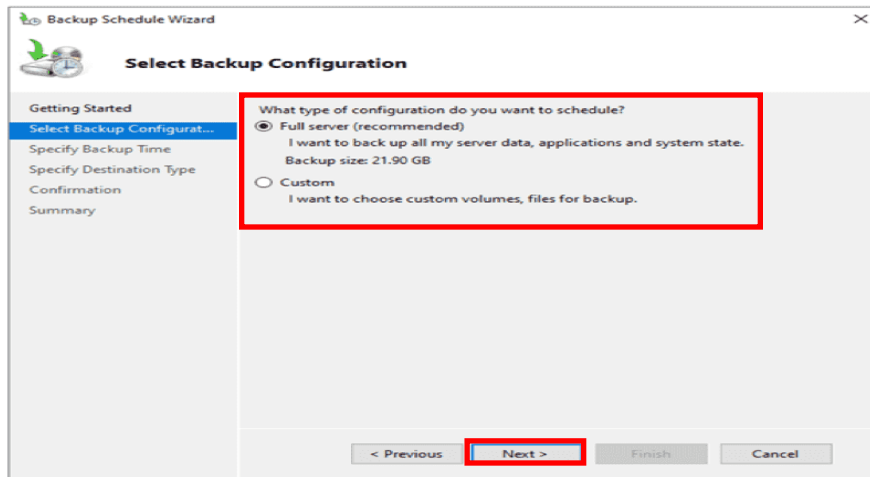 Backup Schedule Wizard
Select Backup Configuration
Getting Started
Select Backup Configurat...
Specify Backup Time
Specify Destination Type
Confirmation
Summary
What type of configuration do you want to schedule?
Full server (recommended)
I want to back up all my server data, applications and system state.
Backup size: 21.90 GB
Custom
I want to choose custom volumes, files for backup.
< Previous
Next >
Finish
Cancel